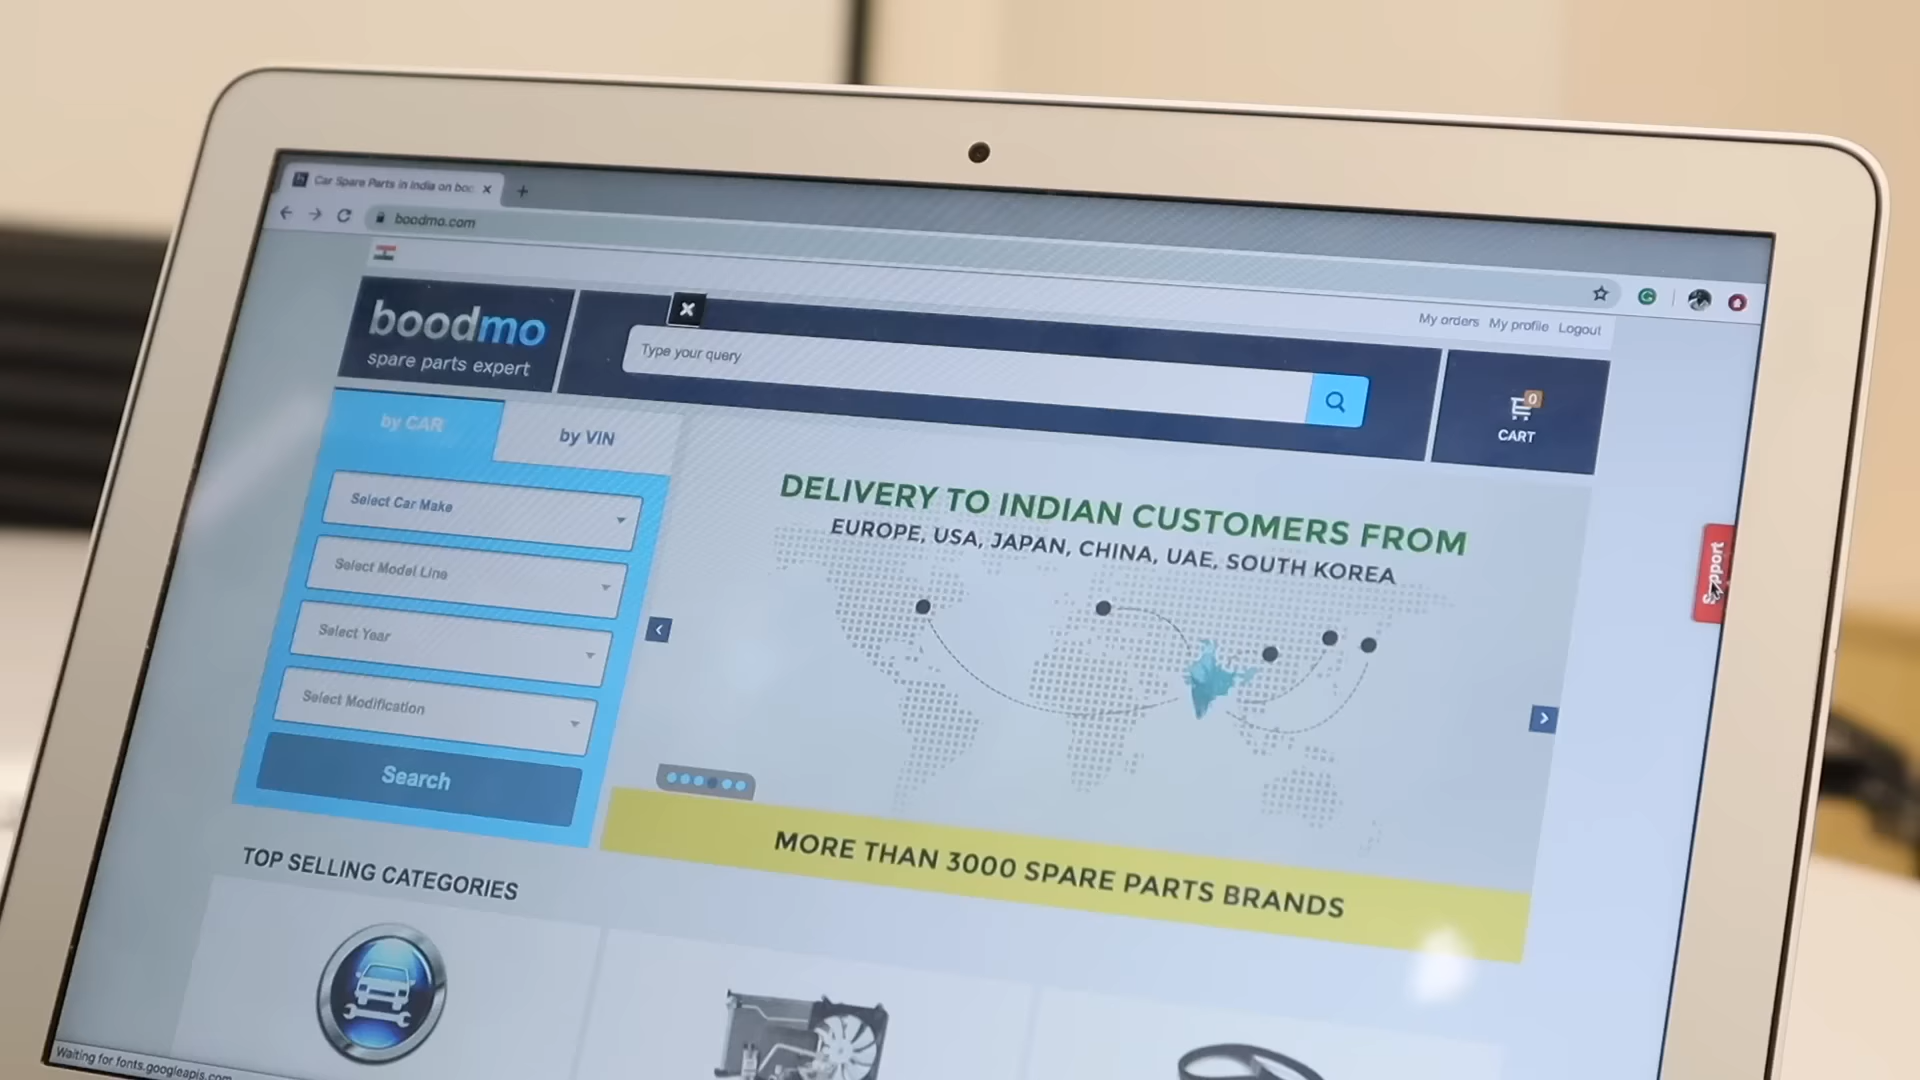 Car Spare Parts in India on boo
boodmo.com
My orders My profile Logout
boodmo
spare parts expert
Type your query
0
CART
by CAR
by VIN
Select Car Make
Select Model Line
Select Year
Select Modification
Search
DELIVERY TO INDIAN CUSTOMERS FROM
EUROPE, USA, JAPAN, CHINA, UAE, SOUTH KOREA
Support
MORE THAN 3000 SPARE PARTS BRANDS
TOP SELLING CATEGORIES
Waiting for fonts.googleapis.com